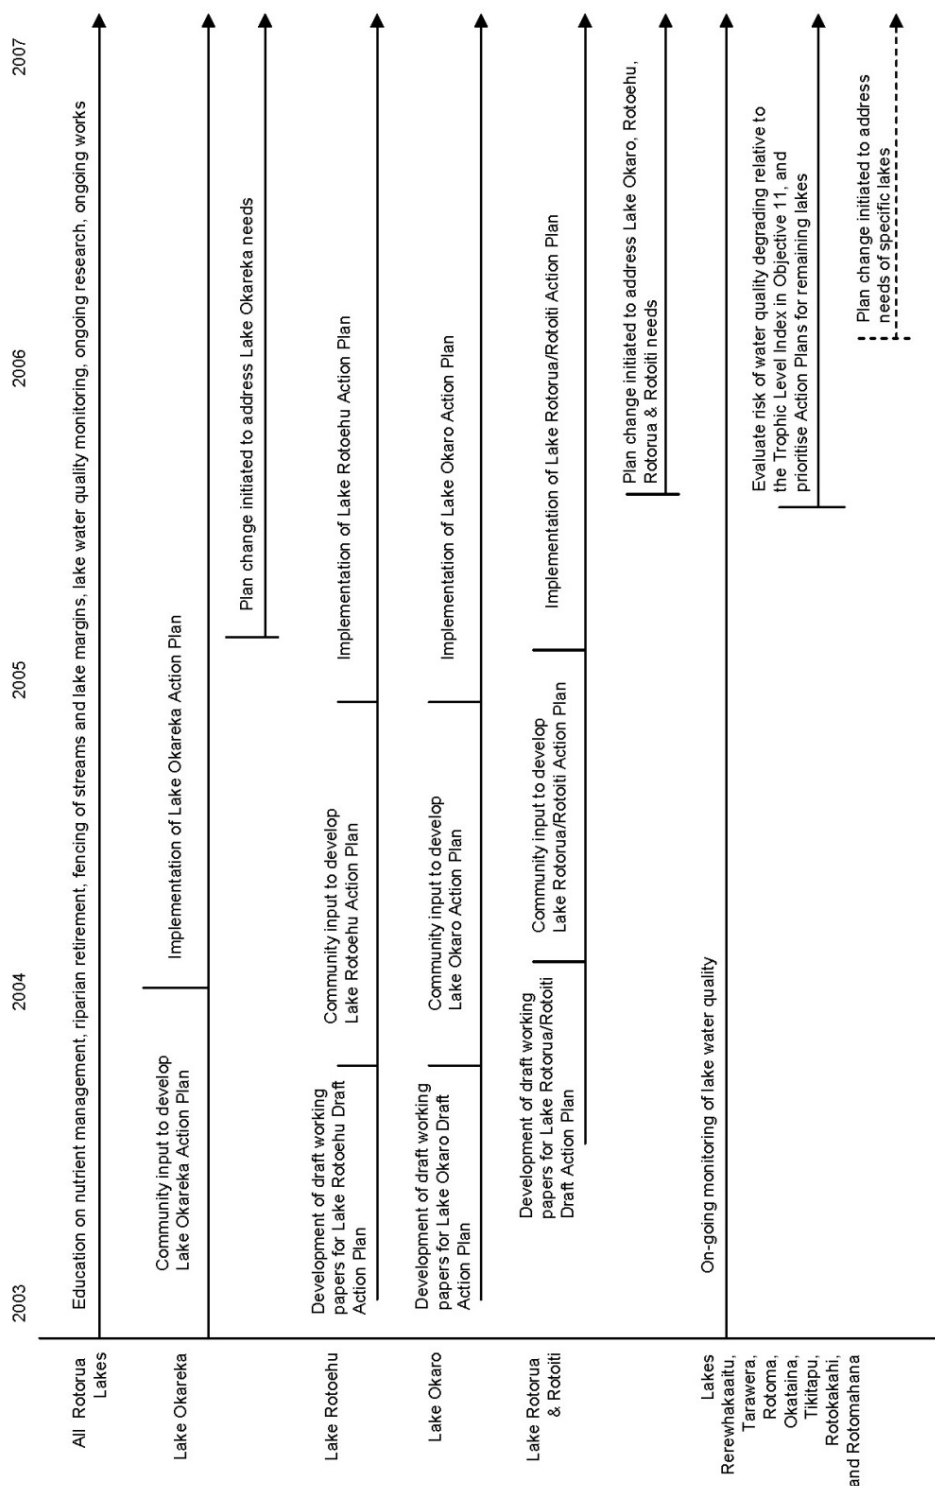 2003 2004 2005 2006 2007
All Rotorua
Lakes
Education on nutrient management, riparian retirement, fencing of streams and lake margins, lake water quality monitoring, ongoing research, ongoing works
Lake Okareka
Community input to develop
Lake Okareka Action Plan
Implementation of Lake Okareka Action Plan
Plan change initiated to address Lake Okareka needs
Lake Rotoehu
Development of draft working
papers for Lake Rotoehu Draft
Action Plan
Community input to develop
Lake Rotoehu Action Plan
Implementation of Lake Rotoehu Action Plan
Lake Okaro
Development of draft working
papers for Lake Okaro Draft
Action Plan
Community input to develop
Lake Okaro Action Plan
Implementation of Lake Okaro Action Plan
Lake Rotorua
& Rotoiti
Development of draft working
papers for Lake Rotorua/Rotoiti
Draft Action Plan
Community input to develop
Lake Rotorua/Rotoiti Action Plan
Implementation of Lake Rotorua/Rotoiti Action Plan
Plan change initiated to address Lake Okaro, Rotoehu,
Rotorua & Rotoiti needs
Lakes
Rerewhakaaitu,
Tarawera,
Rotoma,
Okataina,
Tikitapu,
Rotokakahi,
and Rotomahana
On-going monitoring of lake water quality
Evaluate risk of water quality degrading relative to
the Trophic Level Index in Objective 11, and
prioritise Action Plans for remaining lakes
Plan change initiated to address
needs of specific lakes